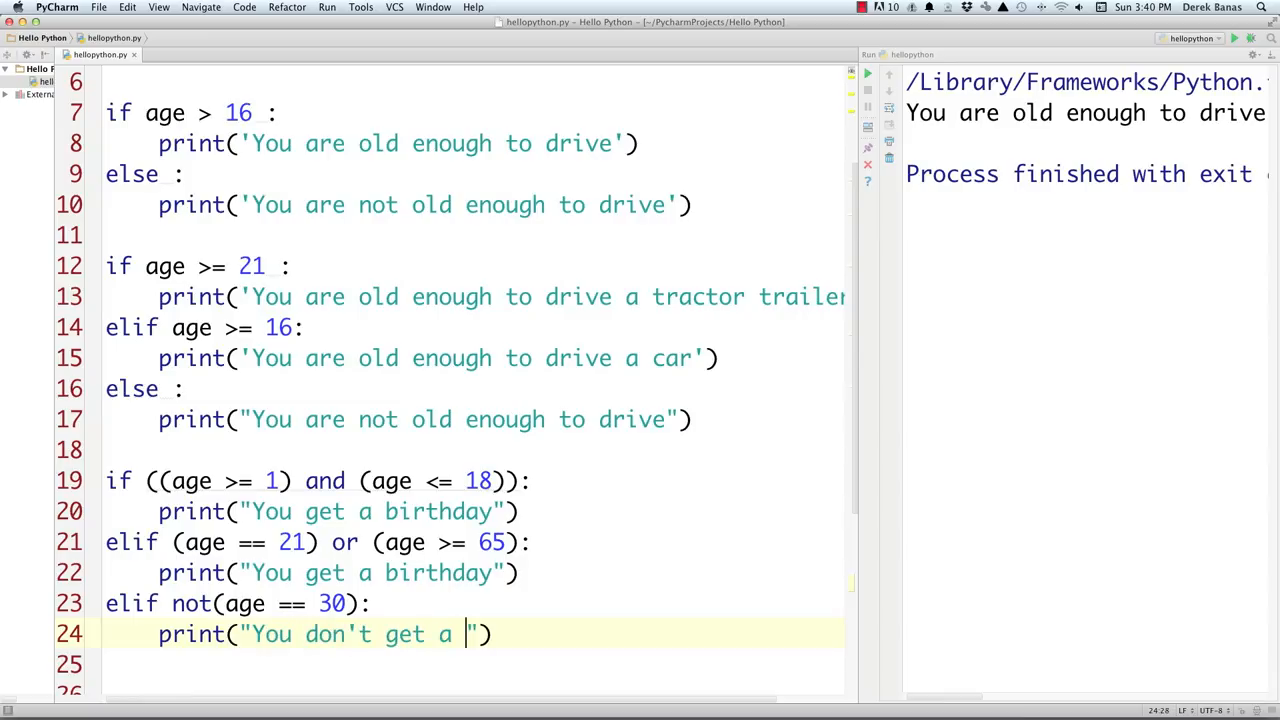 PyCharm File Edit View Navigate Code Refactor Run Tools VCS Window Help 10 Sun 3:40 PM Derek Banas
hellopython.py – Hello Python – [~/PycharmProjects/Hello Python]
Hello Python hellopython.py hellopython
hellopython.py Run hellopython
Hello P
hell
Externa
6
7 if age > 16 :
8 print('You are old enough to drive')
9 else :
10 print('You are not old enough to drive')
11
12 if age >= 21 :
13 print('You are old enough to drive a tractor trailer
14 elif age >= 16:
15 print('You are old enough to drive a car')
16 else :
17 print("You are not old enough to drive")
18
19 if ((age >= 1) and (age <= 18)):
20 print("You get a birthday")
21 elif (age == 21) or (age >= 65):
22 print("You get a birthday")
23 elif not(age == 30):
24 print("You don't get a ")
25
26
/Library/Frameworks/Python.
You are old enough to drive
Process finished with exit
24:28 LF UTF-8